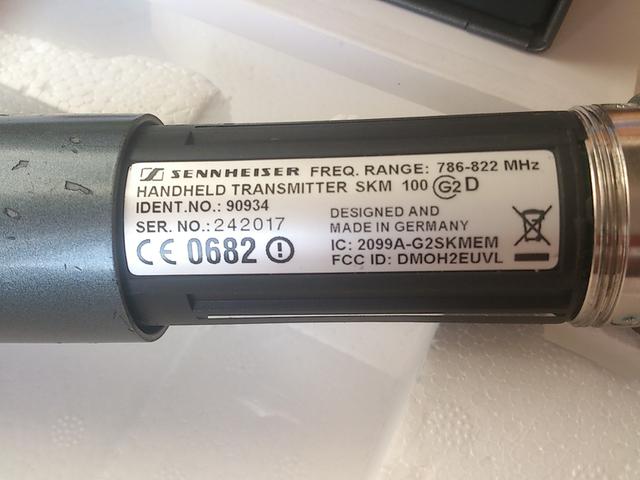 SENNHEISER FREQ. RANGE: 786-822 MHz
HANDHELD TRANSMITTER SKM 100 G2 D
IDENT.NO.: 90934
SER. NO.: 242017
CE 0682
DESIGNED AND
MADE IN GERMANY
IC: 2099A-G2SKMEM
FCC ID: DMOH2EUVL